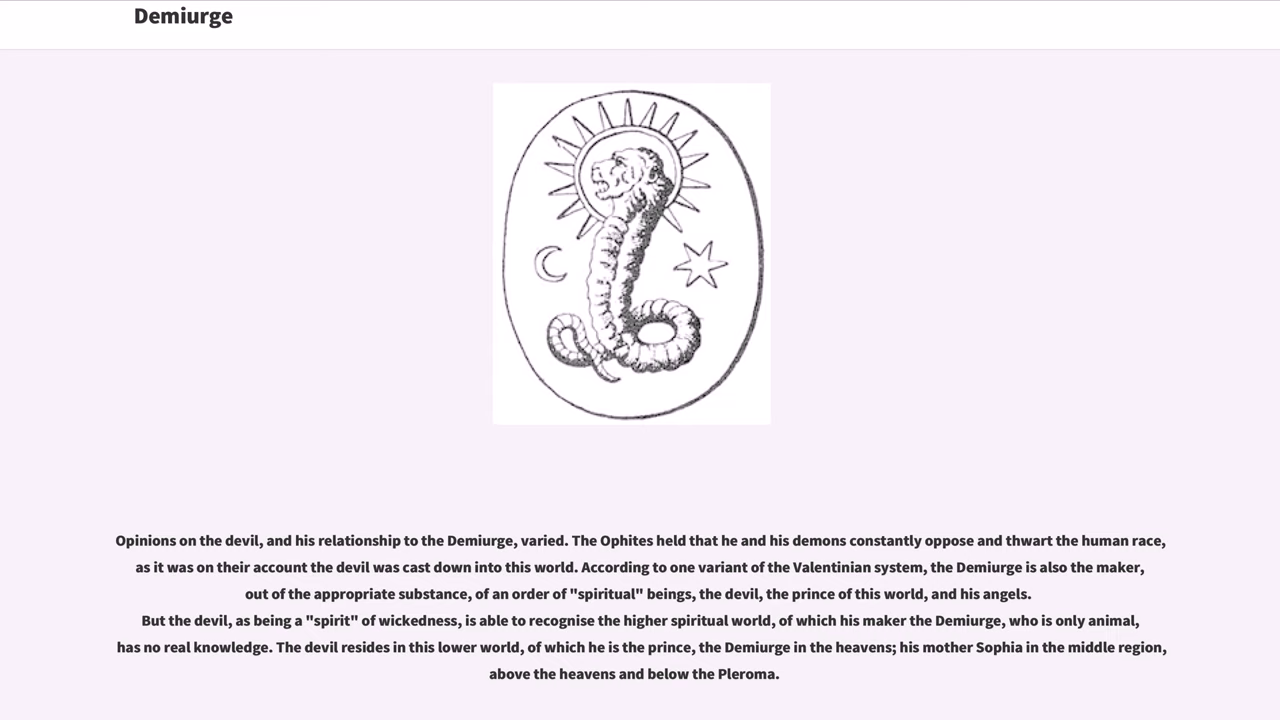 Demiurge
Opinions on the devil, and his relationship to the Demiurge, varied. The Ophites held that he and his demons constantly oppose and thwart the human race,
as it was on their account the devil was cast down into this world. According to one variant of the Valentinian system, the Demiurge is also the maker,
out of the appropriate substance, of an order of "spiritual" beings, the devil, the prince of this world, and his angels.
But the devil, as being a "spirit" of wickedness, is able to recognise the higher spiritual world, of which his maker the Demiurge, who is only animal,
has no real knowledge. The devil resides in this lower world, of which he is the prince, the Demiurge in the heavens; his mother Sophia in the middle region,
above the heavens and below the Pleroma.